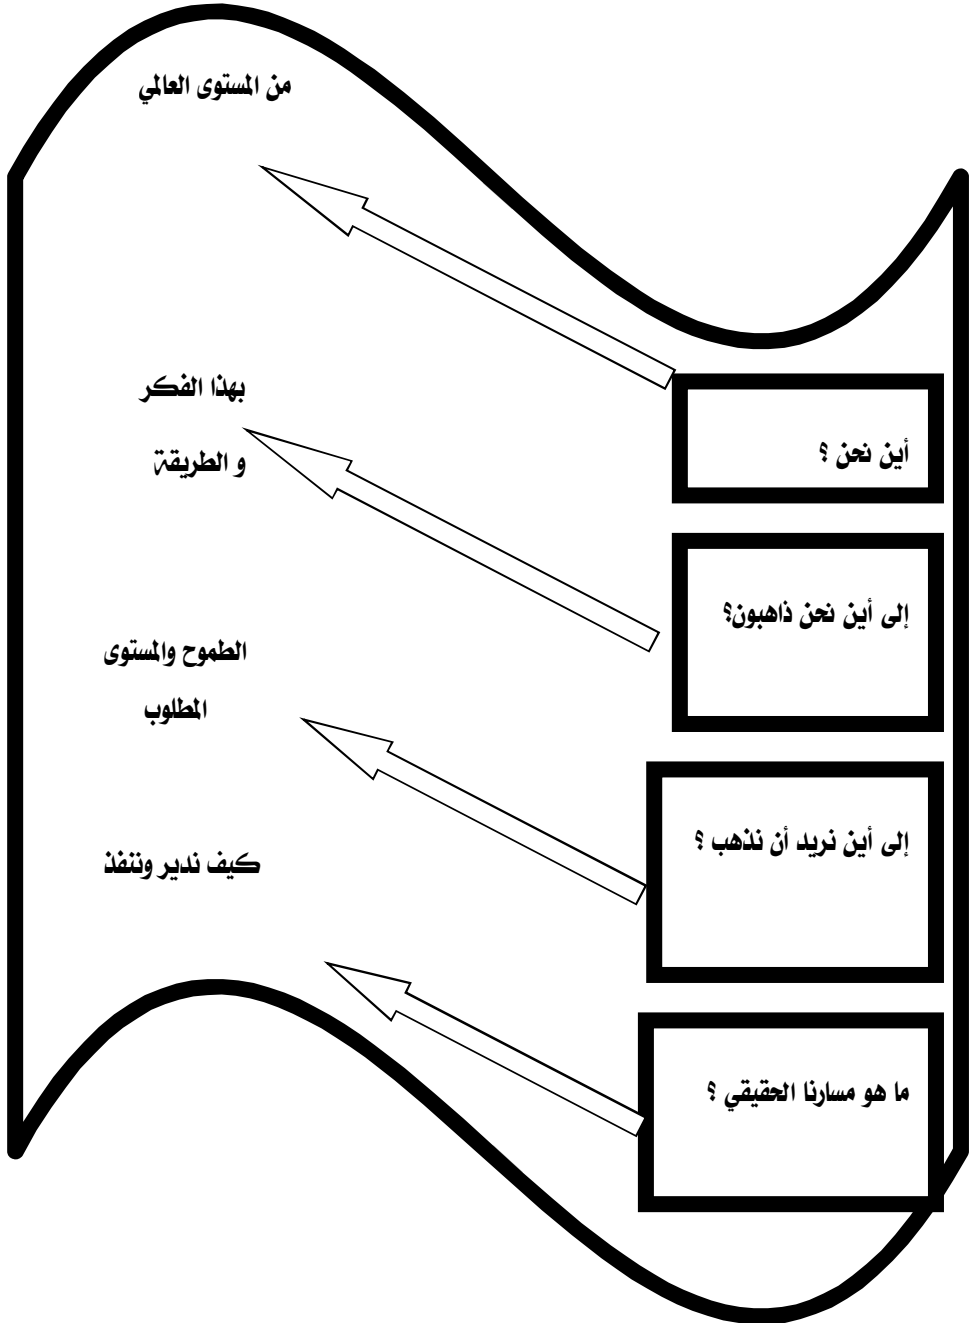 من المستوى العالمي
أين نحن ؟
بهذا الفكر
و الطريقة
إلى أين نحن ذاهبون؟
الطموح والمستوى
المطلوب
إلى أين نريد أن نذهب ؟
كيف ندير وننفذ
ما هو مسارنا الحقيقي ؟